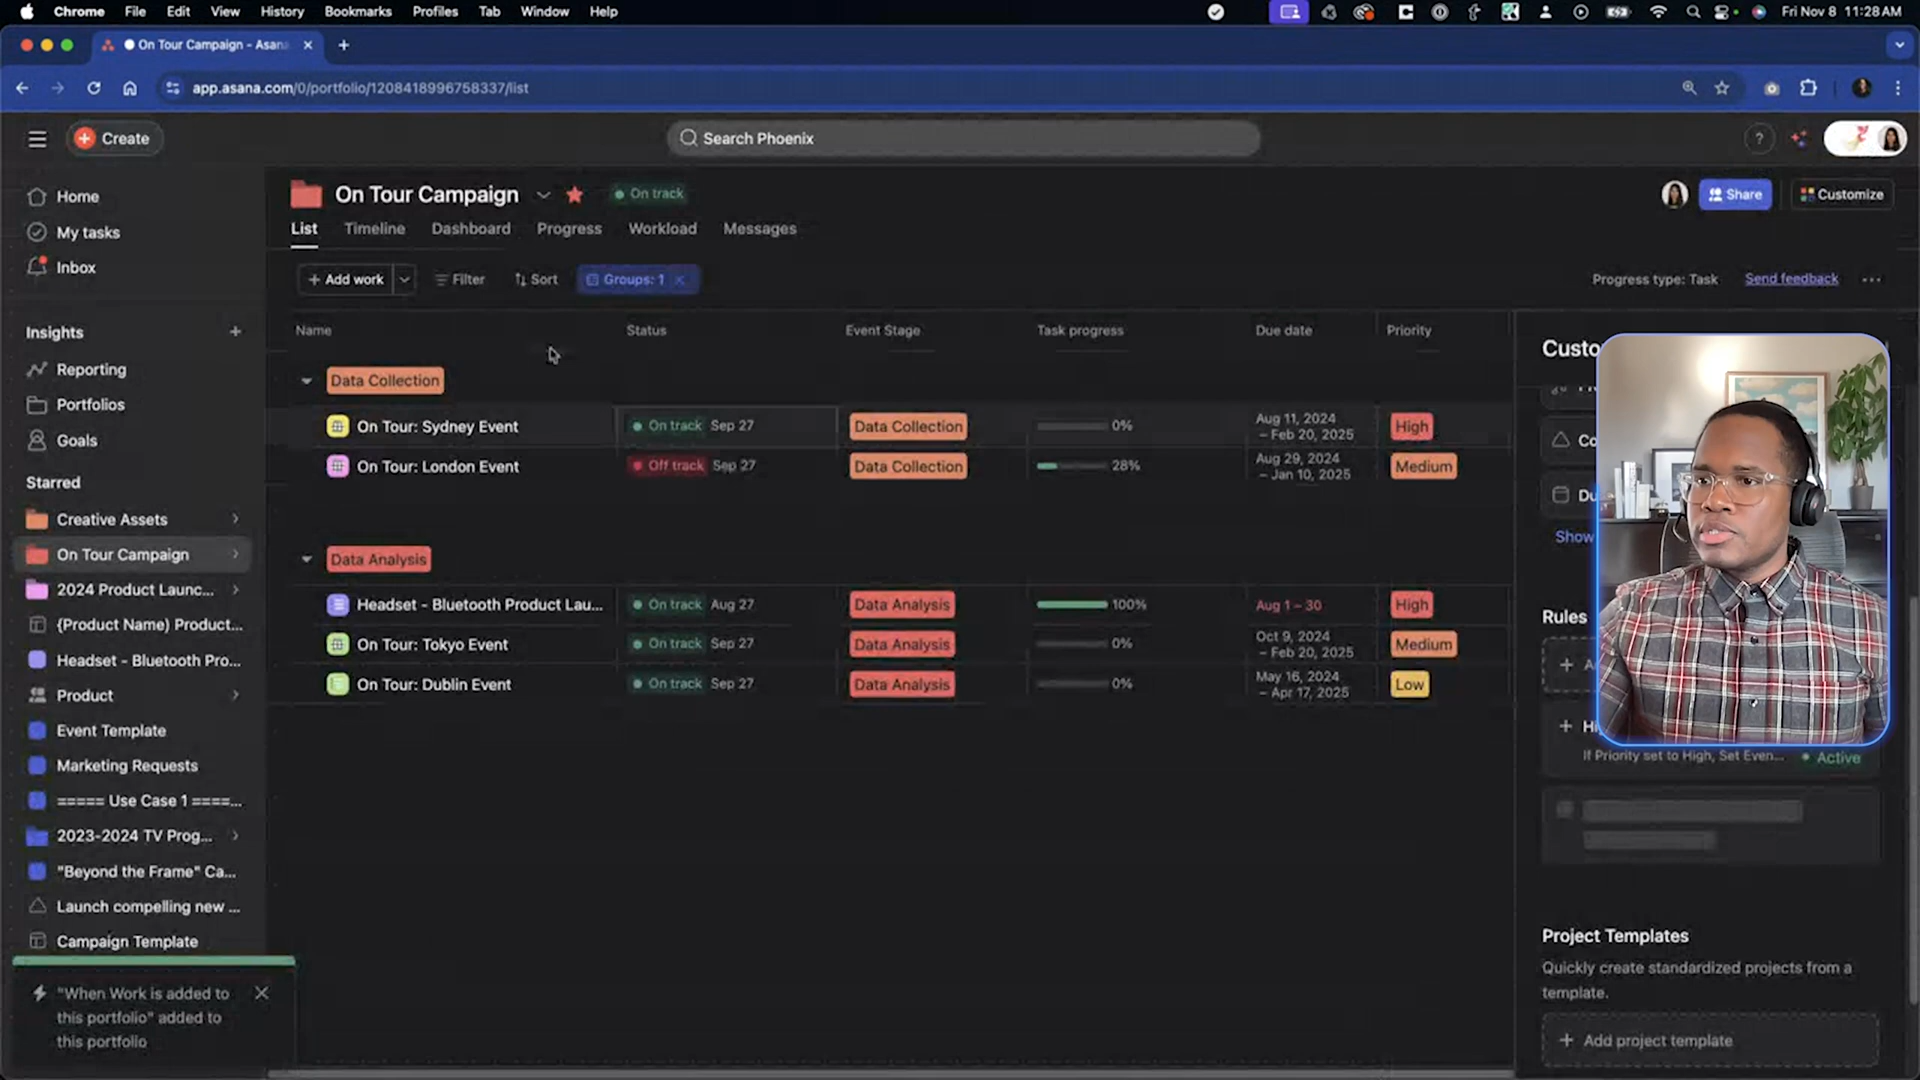 Chrome File Edit View History Bookmarks Profiles Tab Window Help Fri Nov 8 11:28 AM
On Tour Campaign - Asana
app.asana.com/0/portfolio/1208418996758337/list
Create
Search Phoenix
?
Home
My tasks
Inbox
Insights
Reporting
Portfolios
Goals
Starred
Creative Assets
On Tour Campaign
2024 Product Launc...
{Product Name} Product...
Headset - Bluetooth Pro...
Product
Event Template
Marketing Requests
===== Use Case 1 ====...
2023-2024 TV Prog...
"Beyond the Frame" Ca...
Launch compelling new ...
Campaign Template
"When Work is added to
this portfolio" added to
this portfolio
On Tour Campaign On track
Share Customize
List Timeline Dashboard Progress Workload Messages
+ Add work Filter Sort Groups: 1
Progress type: Task Send feedback ...
Name Status Event Stage Task progress Due date Priority
Data Collection
On Tour: Sydney Event On track Sep 27 Data Collection 0% Aug 11, 2024
– Feb 20, 2025 High
On Tour: London Event Off track Sep 27 Data Collection 28% Aug 29, 2024
– Jan 10, 2025 Medium
Data Analysis
Headset - Bluetooth Product Lau... On track Aug 27 Data Analysis 100% Aug 1 – 30 High
On Tour: Tokyo Event On track Sep 27 Data Analysis 0% Oct 9, 2024
– Feb 20, 2025 Medium
On Tour: Dublin Event On track Sep 27 Data Analysis 0% May 16, 2024
– Apr 17, 2025 Low
Custo
Co
Du
Show
Rules
+ A
+ Hi
If Priority set to High, Set Even... Active
Project Templates
Quickly create standardized projects from a
template.
+ Add project template